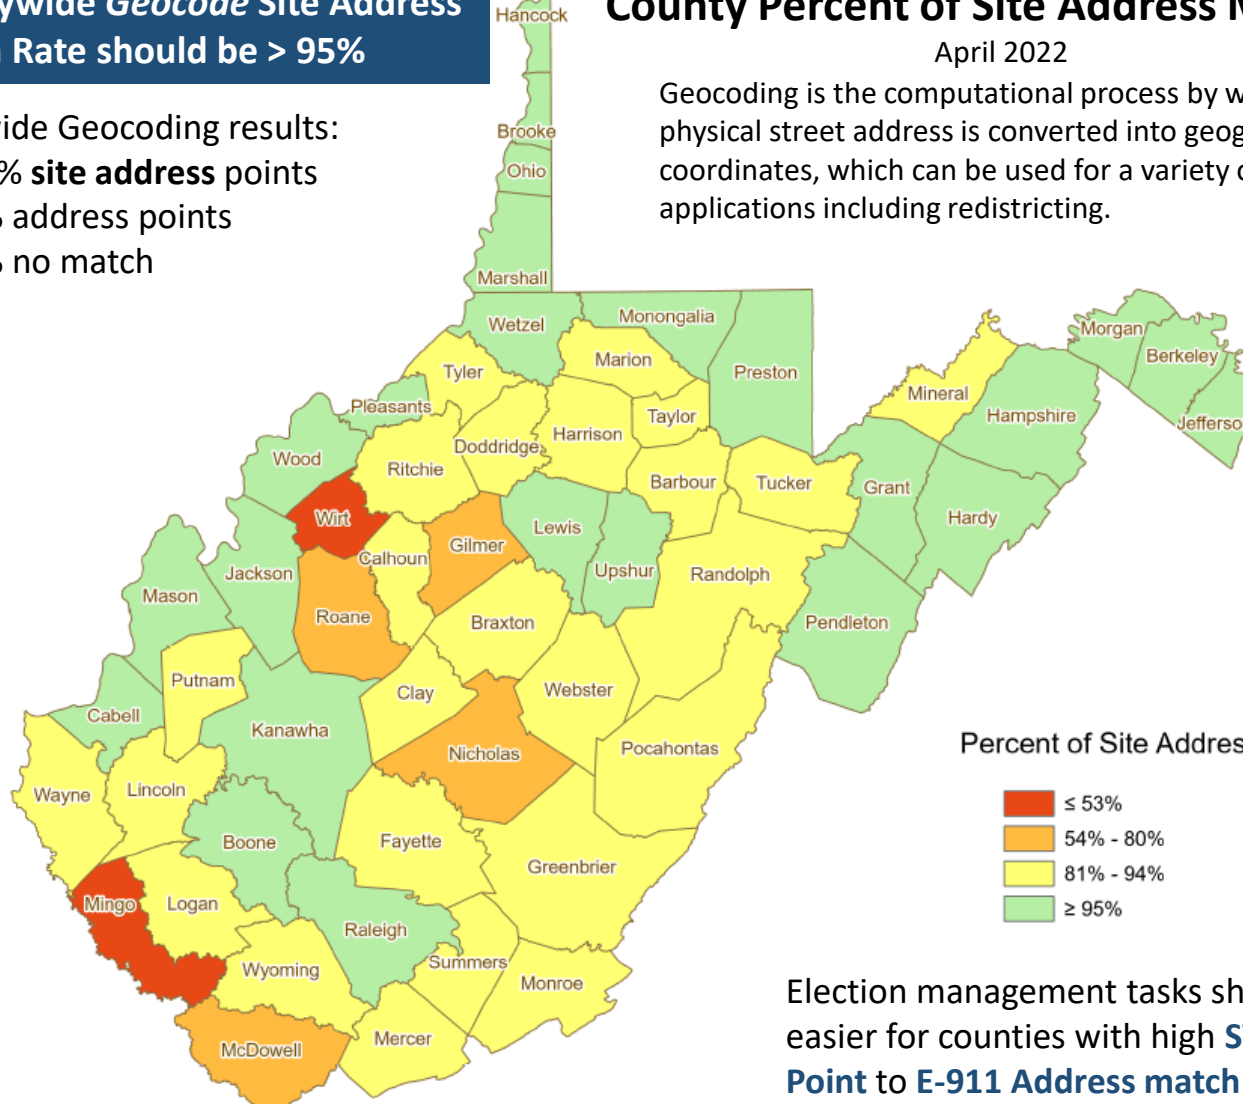 ywide Geocode Site Address
Rate should be > 95%
County Percent of Site Address
April 2022
Geocoding is the computational process by
physical street address is converted into
coordinates, which can be used for a variety
applications including redistricting.
ide Geocoding results:
% site address points
address points
no match
Hancock
Brooke
Ohio
Marshall
Wetzel
Monongalia
Marion
Preston
Tyler
Pleasants
Taylor
Doddridge
Harrison
Wood
Ritchie
Barbour
Tucker
Morgan
Berkeley
Mineral
Hampshire
Jefferso
Grant
Hardy
Wirt
Calhoun
Gilmer
Lewis
Upshur
Randolph
Pendleton
Jackson
Mason
Roane
Braxton
Putnam
Clay
Webster
Cabell
Kanawha
Nicholas
Pocahontas
Wayne
Lincoln
Boone
Fayette
Greenbrier
Mingo
Logan
Raleigh
Wyoming
Summers
Monroe
McDowell
Mercer
Percent of Site Addres
≤ 53%
54% - 80%
81% - 94%
≥ 95%
Election management tasks sh
easier for counties with high
Point to E-911 Address match